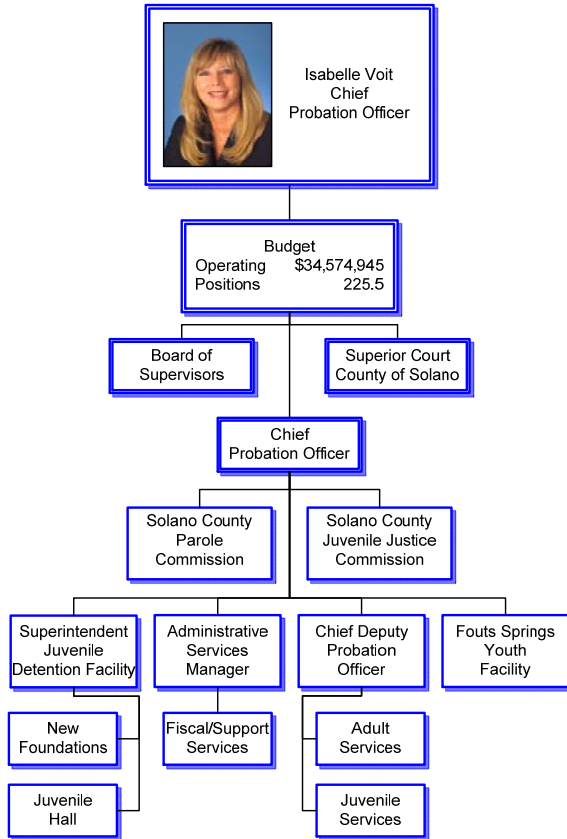 Isabelle Voit
Chief
Probation Officer
Budget
Operating $34,574,945
Positions 225.5
Board of
Supervisors
Superior Court
County of Solano
Chief
Probation Officer
Solano County
Parole
Commission
Solano County
Juvenile Justice
Commission
Superintendent
Juvenile
Detention Facility
Administrative
Services
Manager
Chief Deputy
Probation
Officer
Fouts Springs
Youth
Facility
New
Foundations
Fiscal/Support
Services
Adult
Services
Juvenile
Hall
Juvenile
Services